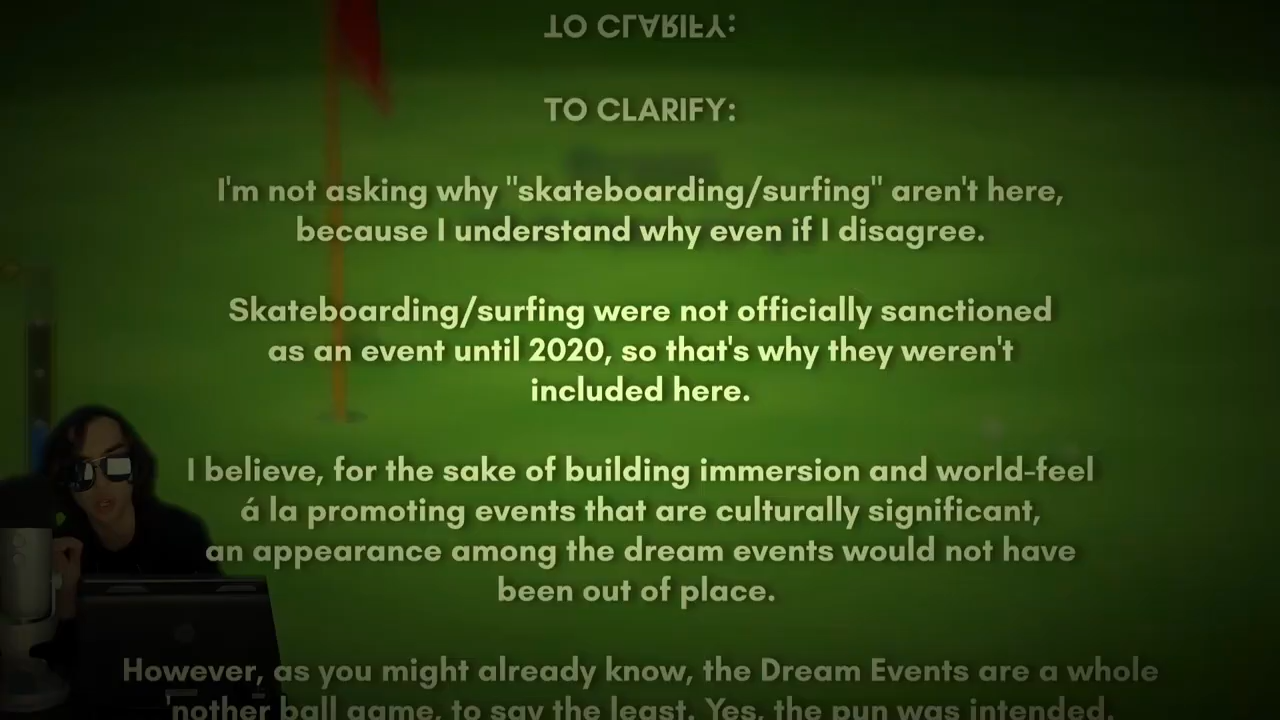 TO CLARIFY:
TO CLARIFY:
I'm not asking why "skateboarding/surfing" aren't here,
because I understand why even if I disagree.
Skateboarding/surfing were not officially sanctioned
as an event until 2020, so that's why they weren't
included here.
I believe, for the sake of building immersion and world-feel
á la promoting events that are culturally significant,
an appearance among the dream events would not have
been out of place.
However, as you might already know, the Dream Events are a whole
'nother ball game, to say the least. Yes, the pun was intended.